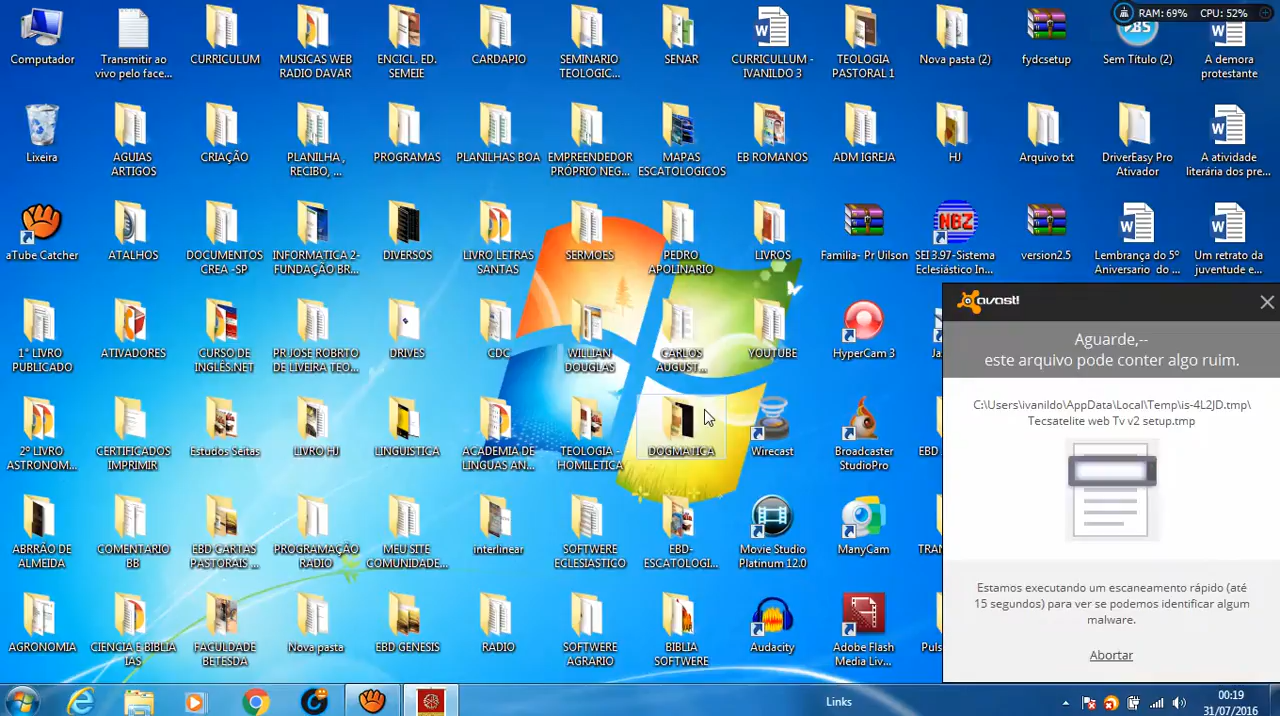 RAM: 69% CPU: 52%
Computador
Transmitir ao
vivo pelo face...
CURRICULUM
MUSICAS WEB
RADIO DAVAR
ENCICL. ED.
SEMEIE
CARDAPIO
SEMINARIO
TEOLOGIC...
SENAR
CURRICULLUM -
IVANILDO 3
TEOLOGIA
PASTORAL 1
Nova pasta (2)
fydcsetup
Sem Título (2)
A demora
protestante
Lixeira
AGUIAS
ARTIGOS
CRIAÇÃO
PLANILHA ,
RECIBO, ...
PROGRAMAS
PLANILHAS BOA
EMPREENDEDOR
PRÓPRIO NEG...
MAPAS
ESCATOLOGICOS
EB ROMANOS
ADM IGREJA
HJ
Arquivo txt
DriverEasy Pro
Ativador
A atividade
literária dos pre...
aTube Catcher
ATALHOS
DOCUMENTOS
CREA -SP
INFORMATICA 2-
FUNDAÇÃO BR...
DIVERSOS
LIVRO LETRAS
SANTAS
SERMOES
PEDRO
APOLINARIO
LIVROS
Familia- Pr Uilson
NBZ
SEI 3.97-Sistema
Eclesiástico In...
version2.5
Lembrança do 5º
Aniversario do ...
Um retrato da
juventude e...
1° LIVRO
PUBLICADO
ATIVADORES
CURSO DE
INGLES.NET
PR JOSE ROBRTO
DE LIVEIRA TEO...
DRIVES
CDC
WILLIAN
DOUGLAS
CARLOS
AUGUST...
YOUTUBE
HyperCam 3
Ja
2º LIVRO
ASTRONOM...
CERTIFICADOS
IMPRIMIR
Estudos Seitas
LIVRO HJ
LINGUISTICA
ACADEMIA DE
LINGUAS AN...
TEOLOGIA -
HOMILETICA
DOGMATICA
Wirecast
Broadcaster
StudioPro
EBD
ABRRÃO DE
ALMEIDA
COMENTARIO
BB
EBD CARTAS
PASTORAIS ...
PROGRAMAÇÃO
RADIO
MEU SITE
COMUNIDADE...
interlinear
SOFTWERE
ECLESIASTICO
EBD-
ESCATOLOGI...
Movie Studio
Platinum 12.0
ManyCam
TRAN
AGRONOMIA
CIENCIA E BIBLIA
IAS
FACULDADE
BETESDA
Nova pasta
EBD GENESIS
RADIO
SOFTWERE
AGRARIO
BIBLIA
SOFTWERE
Audacity
Adobe Flash
Media Liv...
Puls
avast!
Aguarde,--
este arquivo pode conter algo ruim.
C:\Users\ivanildo\AppData\Local\Temp\is-4L2JD.tmp\
Tecsatelite web Tv v2 setup.tmp
Estamos executando um escaneamento rápido (até
15 segundos) para ver se podemos identificar algum
malware.
Abortar
Links
00:19
31/07/2016